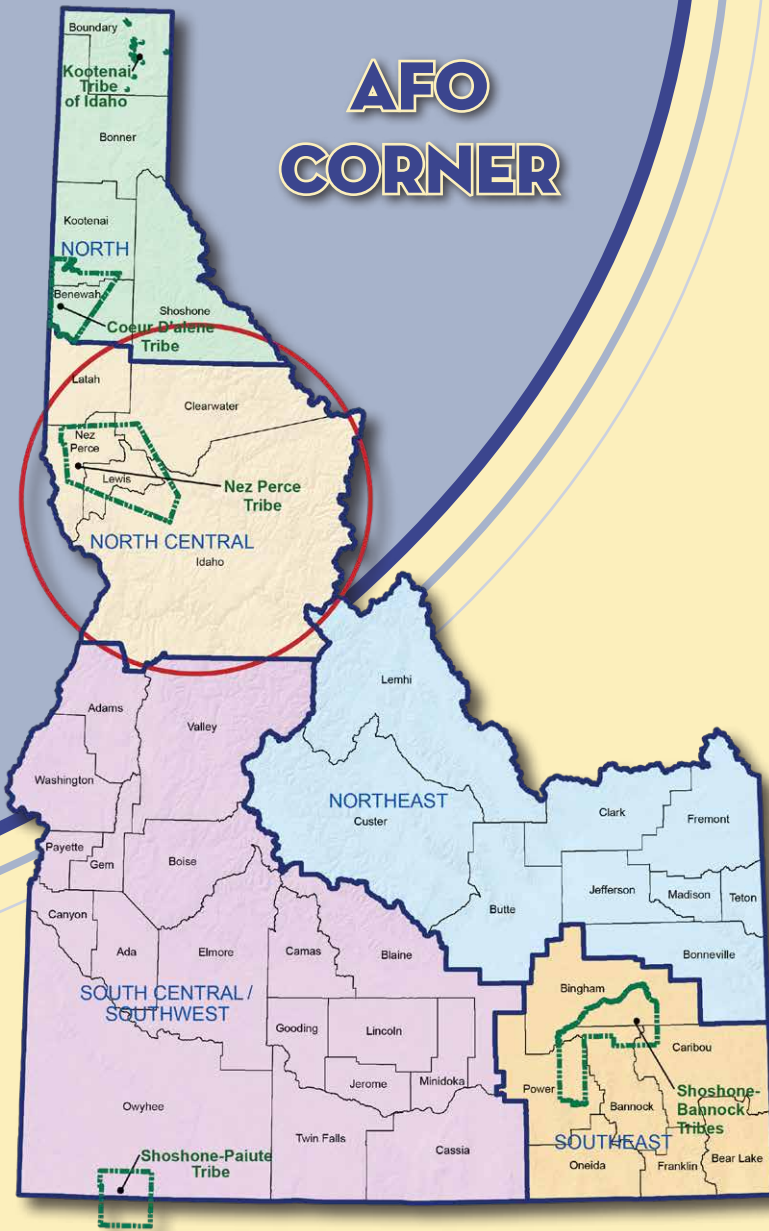 AFO
CORNER
Boundary
Kootenai
Tribe
of Idaho
Bonner
Kootenai
NORTH
Benewah
Shoshone
Coeur D'alene
Tribe
Latah
Clearwater
Nez
Perce
Lewis
Nez Perce
Tribe
NORTH CENTRAL
Idaho
Lemhi
Adams
Valley
Washington
NORTHEAST
Custer
Clark
Fremont
Payette
Gem
Boise
Jefferson
Madison
Teton
Butte
Canyon
Ada
Elmore
Camas
Blaine
Bonneville
SOUTH CENTRAL /
SOUTHWEST
Bingham
Gooding
Lincoln
Caribou
Jerome
Minidoka
Power
Shoshone-
Bannock
Tribes
Bannock
Owyhee
Twin Falls
Cassia
SOUTHEAST
Oneida
Franklin
Bear Lake
Shoshone-Paiute
Tribe